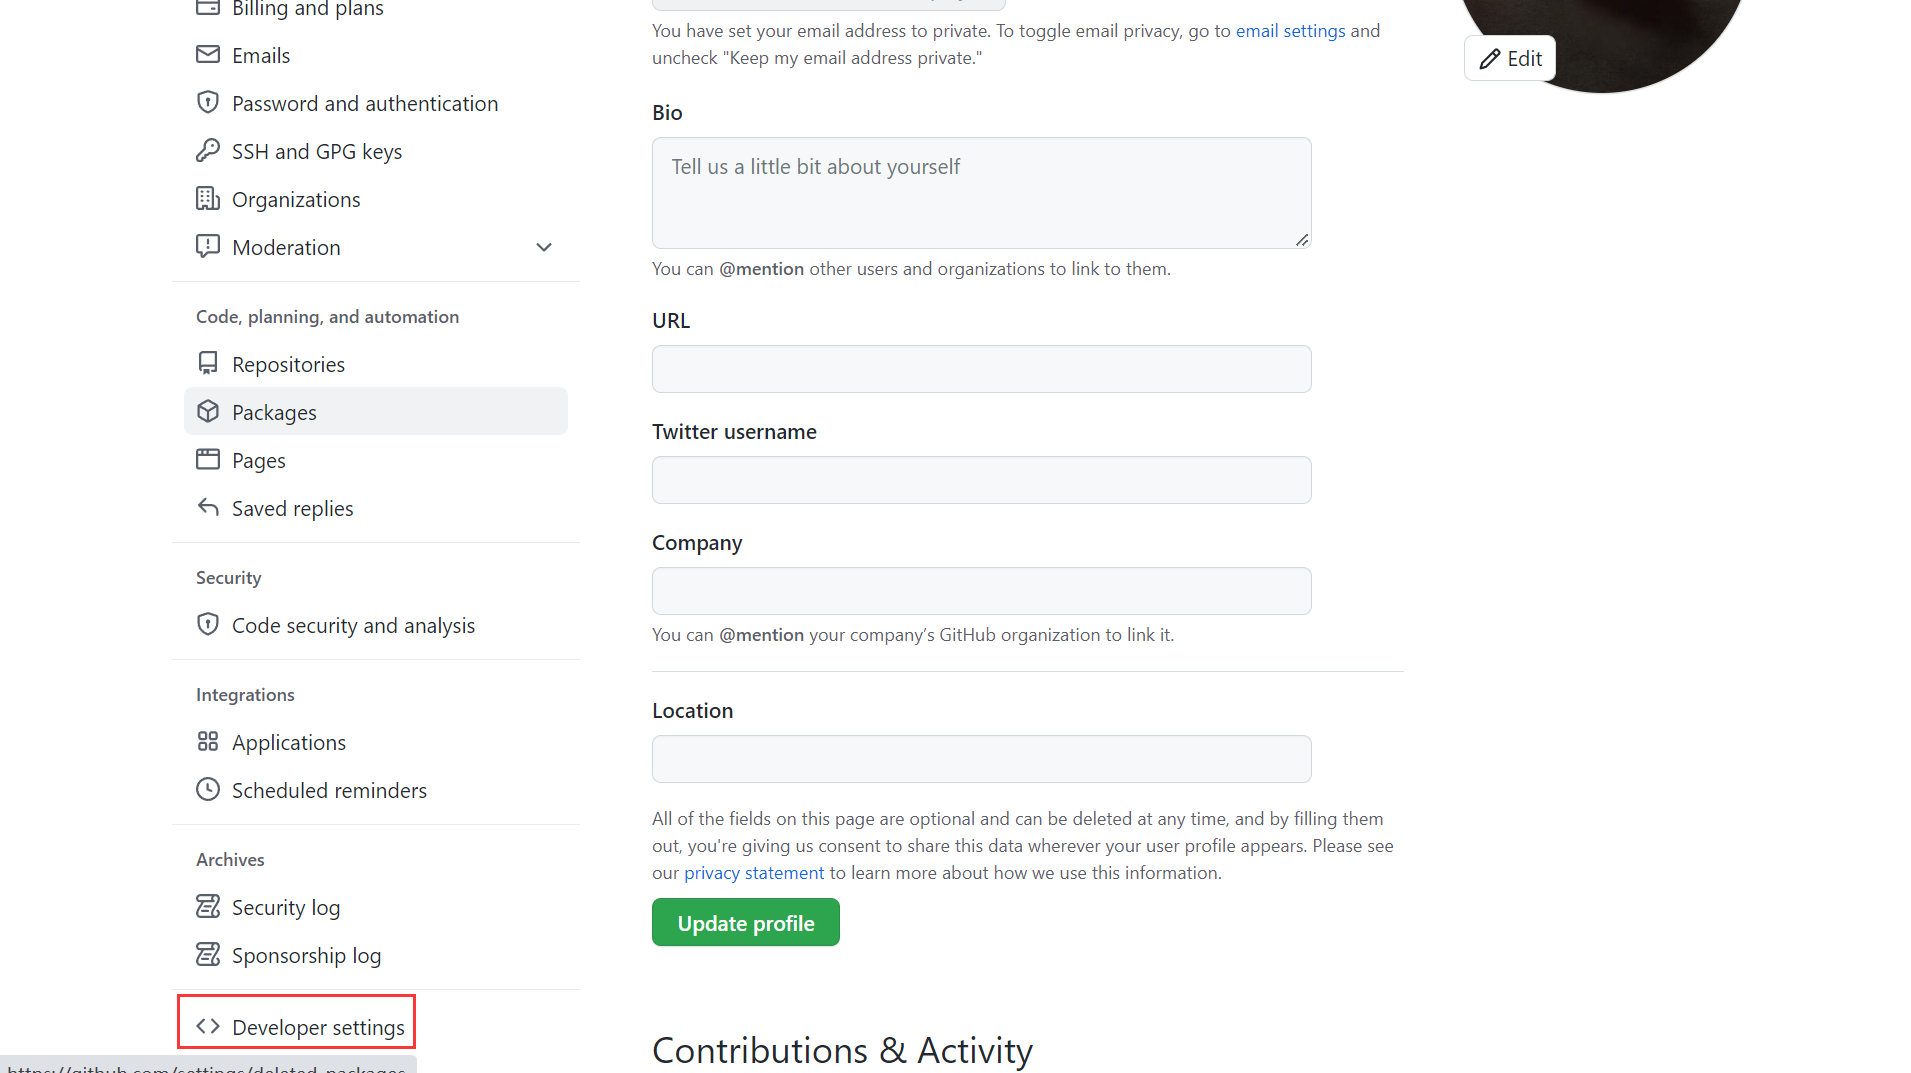 Billing and plans
Emails
Password and authentication
SSH and GPG keys
Organizations
Moderation
Code, planning, and automation
Repositories
Packages
Pages
Saved replies
Security
Code security and analysis
Integrations
Applications
Scheduled reminders
Archives
Security log
Sponsorship log
Developer settings
https://github.com/settings/deleted_packages
You have set your email address to private. To toggle email privacy, go to email settings and
uncheck "Keep my email address private."
Bio
Tell us a little bit about yourself
You can @mention other users and organizations to link to them.
URL
Twitter username
Company
You can @mention your company’s GitHub organization to link it.
Location
All of the fields on this page are optional and can be deleted at any time, and by filling them
out, you're giving us consent to share this data wherever your user profile appears. Please see
our privacy statement to learn more about how we use this information.
Update profile
Contributions & Activity
Edit